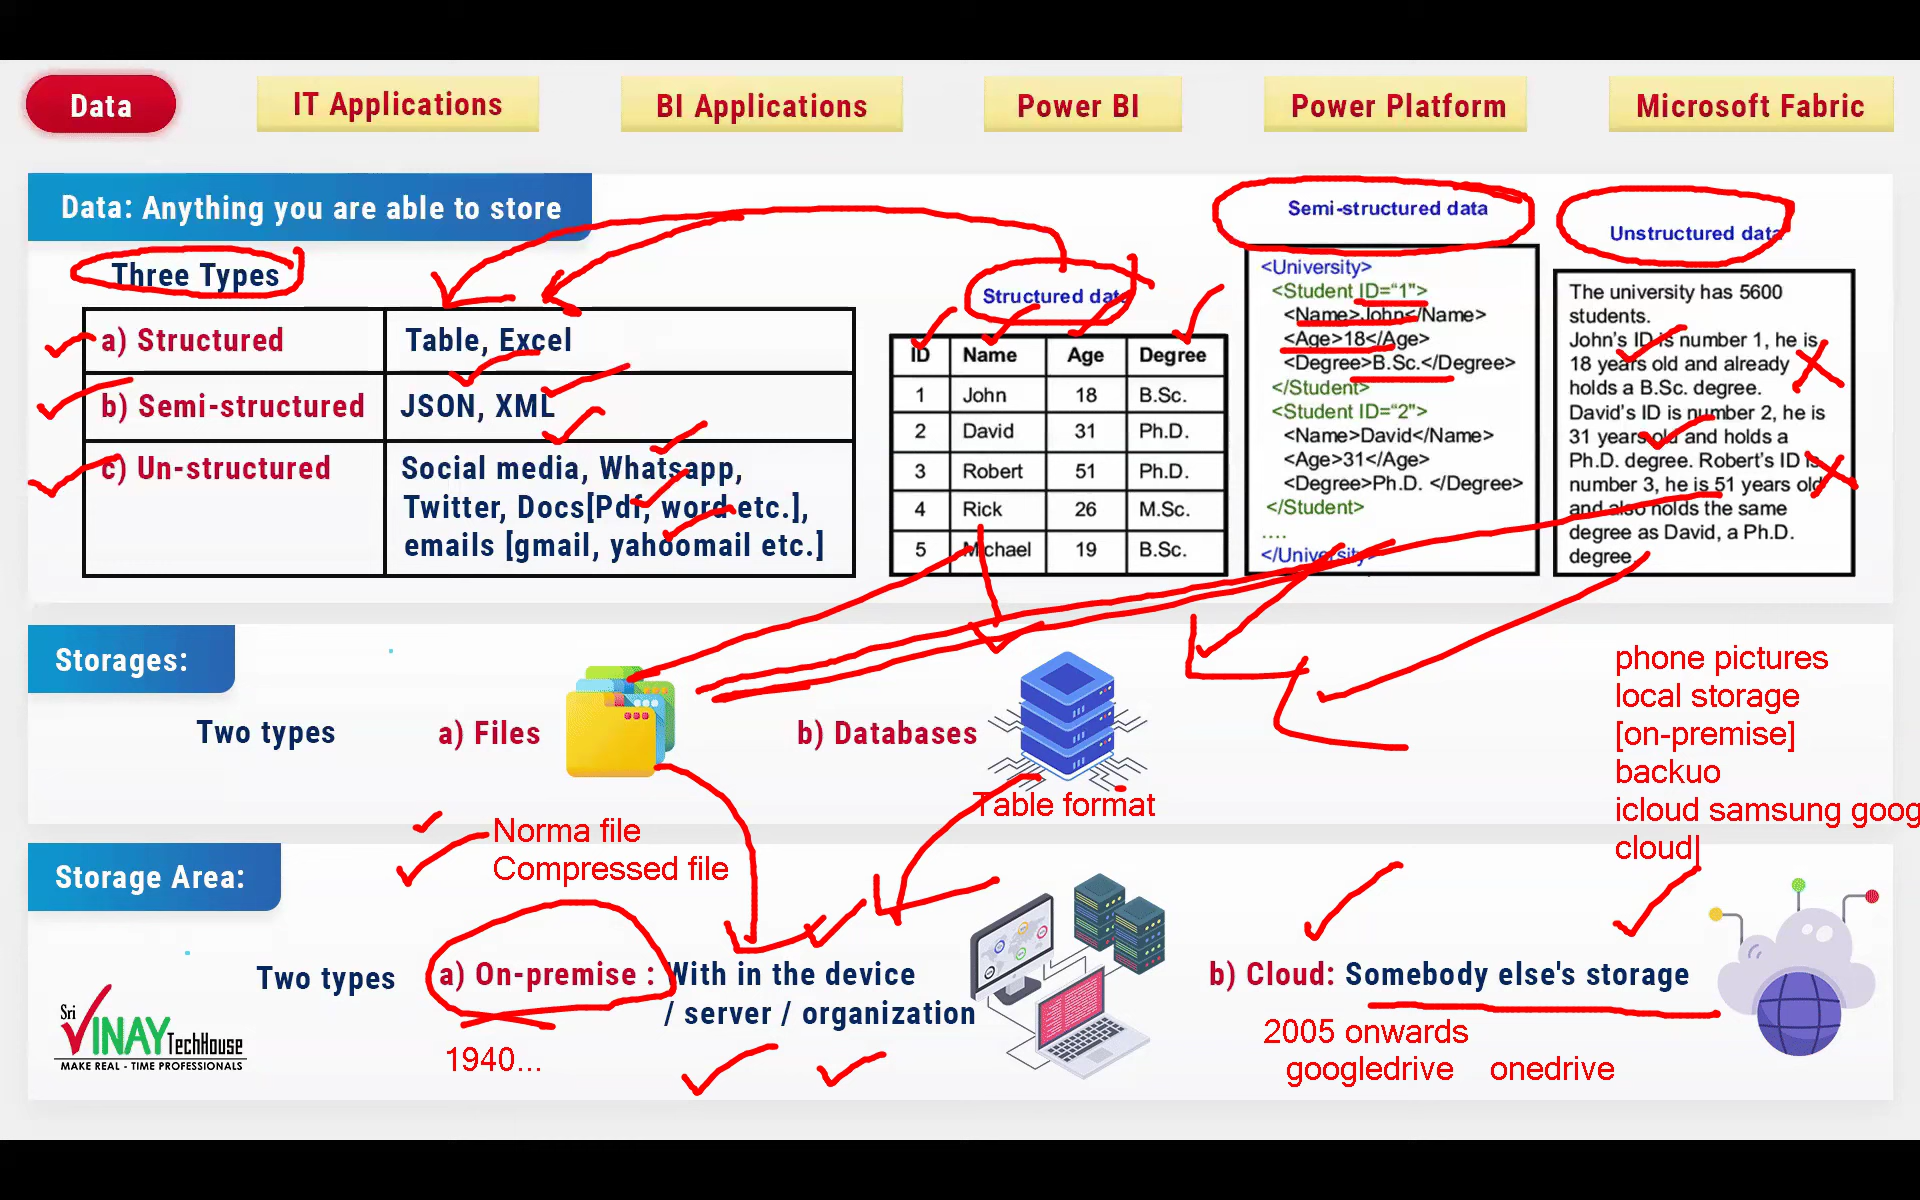 Data
IT Applications
BI Applications
Power BI
Power Platform
Microsoft Fabric
Data: Anything you are able to store
Three Types
a) Structured
Table, Excel
b) Semi-structured
JSON, XML
c) Un-structured
Social media, Whatsapp,
Twitter, Docs[Pdf, word etc.],
emails [gmail, yahoomail etc.]
Structured data
ID Name Age Degree
1 John 18 B.Sc.
2 David 31 Ph.D.
3 Robert 51 Ph.D.
4 Rick 26 M.Sc.
5 Michael 19 B.Sc.
Semi-structured data
<University>
<Student ID="1">
<Name>John</Name>
<Age>18</Age>
<Degree>B.Sc.</Degree>
</Student>
<Student ID="2">
<Name>David</Name>
<Age>31</Age>
<Degree>Ph.D. </Degree>
</Student>
....
</University>
Unstructured data
The university has 5600
students.
John's ID is number 1, he is
18 years old and already
holds a B.Sc. degree.
David's ID is number 2, he is
31 years old and holds a
Ph.D. degree. Robert's ID is
number 3, he is 51 years old
and also holds the same
degree as David, a Ph.D.
degree.
Storages:
Two types
a) Files
b) Databases
Table format
phone pictures
local storage
[on-premise]
backuo
icloud samsung goog
cloud
Norma file
Compressed file
Storage Area:
Two types
a) On-premise :
With in the device
/ server / organization
1940...
b) Cloud: Somebody else's storage
2005 onwards
googledrive onedrive
Sri
VINAY TechHouse
MAKE REAL - TIME PROFESSIONALS